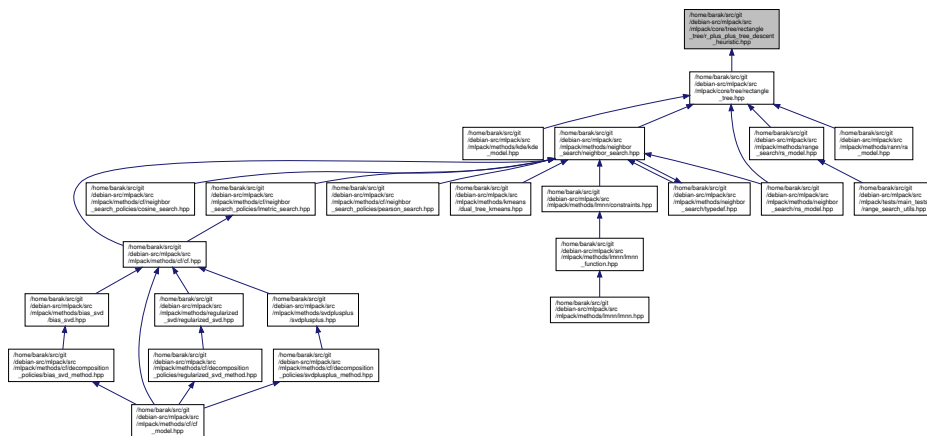 /home/barak/src/git
/debian-src/mlpack/src
/mlpack/core/tree/rectangle
_tree/r_plus_plus_tree_descent
_heuristic.hpp
/home/barak/src/git
/debian-src/mlpack/src
/mlpack/core/tree/rectangle
_tree.hpp
/home/barak/src/git
/debian-src/mlpack/src
/mlpack/methods/kde/kde
_model.hpp
/home/barak/src/git
/debian-src/mlpack/src
/mlpack/methods/neighbor
_search/neighbor_search.hpp
/home/barak/src/git
/debian-src/mlpack/src
/mlpack/methods/range
_search/rs_model.hpp
/home/barak/src/git
/debian-src/mlpack/src
/mlpack/methods/rann/ra
_model.hpp
/home/barak/src/git
/debian-src/mlpack/src
/mlpack/methods/cf/neighbor
_search_policies/cosine_search.hpp
/home/barak/src/git
/debian-src/mlpack/src
/mlpack/methods/cf/neighbor
_search_policies/lmetric_search.hpp
/home/barak/src/git
/debian-src/mlpack/src
/mlpack/methods/cf/neighbor
_search_policies/pearson_search.hpp
/home/barak/src/git
/debian-src/mlpack/src
/mlpack/methods/kmeans
/dual_tree_kmeans.hpp
/home/barak/src/git
/debian-src/mlpack/src
/mlpack/methods/lmnn/constraints.hpp
/home/barak/src/git
/debian-src/mlpack/src
/mlpack/methods/neighbor
_search/typedef.hpp
/home/barak/src/git
/debian-src/mlpack/src
/mlpack/methods/neighbor
_search/ns_model.hpp
/home/barak/src/git
/debian-src/mlpack/src
/mlpack/tests/main_tests
/range_search_utils.hpp
/home/barak/src/git
/debian-src/mlpack/src
/mlpack/methods/cf/cf.hpp
/home/barak/src/git
/debian-src/mlpack/src
/mlpack/methods/lmnn/lmnn
_function.hpp
/home/barak/src/git
/debian-src/mlpack/src
/mlpack/methods/bias_svd
/bias_svd.hpp
/home/barak/src/git
/debian-src/mlpack/src
/mlpack/methods/regularized
_svd/regularized_svd.hpp
/home/barak/src/git
/debian-src/mlpack/src
/mlpack/methods/svdplusplus
/svdplusplus.hpp
/home/barak/src/git
/debian-src/mlpack/src
/mlpack/methods/lmnn/lmnn.hpp
/home/barak/src/git
/debian-src/mlpack/src
/mlpack/methods/cf/decomposition
_policies/bias_svd_method.hpp
/home/barak/src/git
/debian-src/mlpack/src
/mlpack/methods/cf/decomposition
_policies/regularized_svd_method.hpp
/home/barak/src/git
/debian-src/mlpack/src
/mlpack/methods/cf/decomposition
_policies/svdplusplus_method.hpp
/home/barak/src/git
/debian-src/mlpack/src
/mlpack/methods/cf/cf
_model.hpp